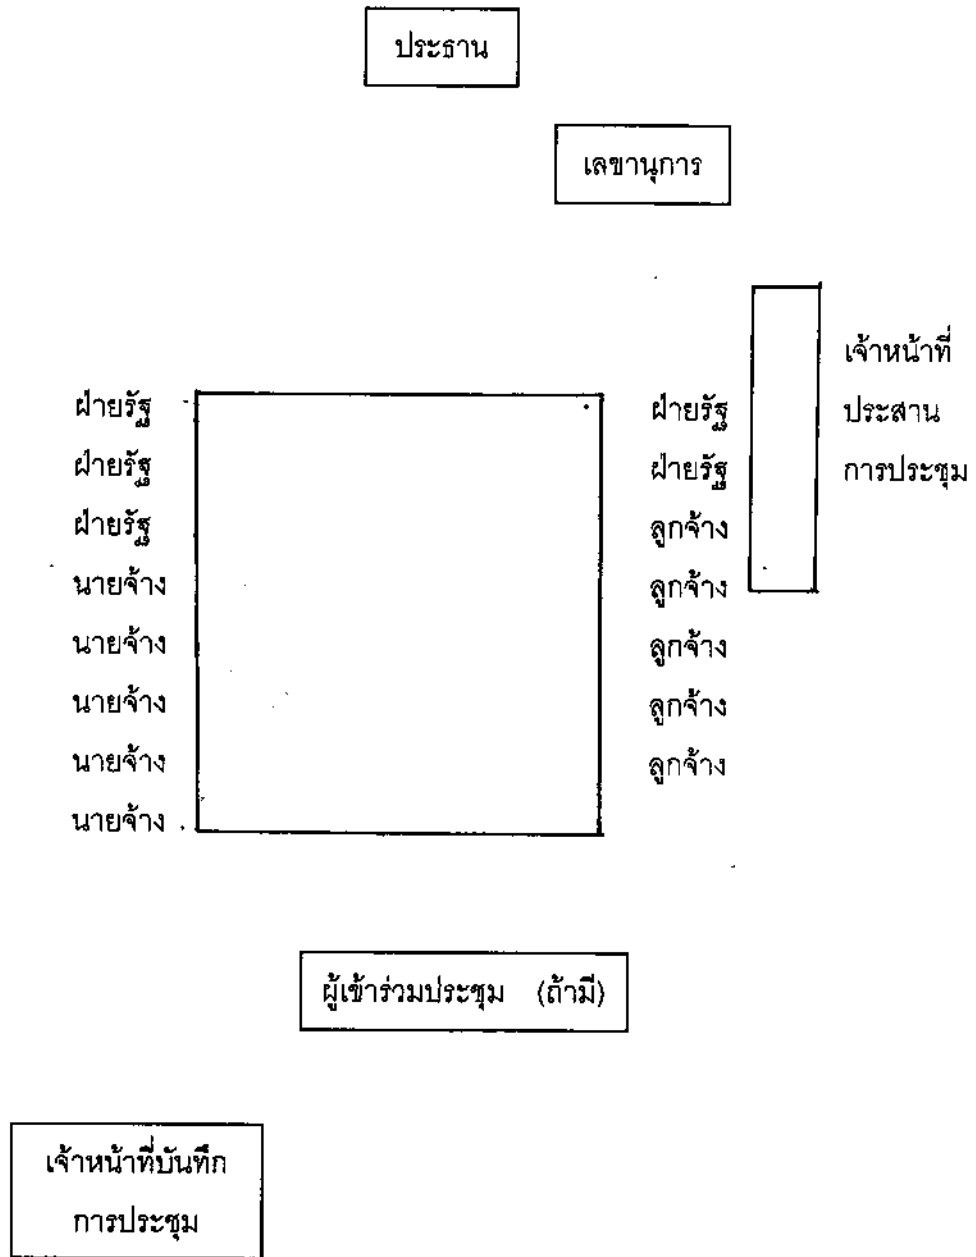 ประธาน
เลขานุการ
เจ้าหน้าที่
ประสาน
การประชุม
ฝ่ายรัฐ
ฝ่ายรัฐ
ฝ่ายรัฐ
นายจ้าง
นายจ้าง
นายจ้าง
นายจ้าง
นายจ้าง
ฝ่ายรัฐ
ฝ่ายรัฐ
ลูกจ้าง
ลูกจ้าง
ลูกจ้าง
ลูกจ้าง
ลูกจ้าง
ผู้เข้าร่วมประชุม (ถ้ามี)
เจ้าหน้าที่บันทึก
การประชุม